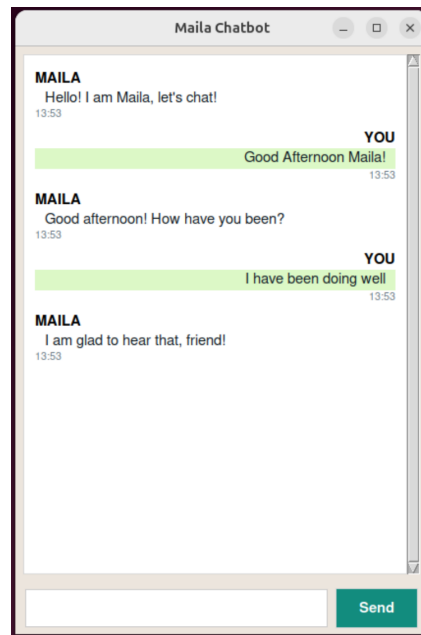 Maila Chatbot
MAILA
Hello! I am Maila, let's chat!
13:53
YOU
Good Afternoon Maila!
13:53
MAILA
Good afternoon! How have you been?
13:53
YOU
I have been doing well
13:53
MAILA
I am glad to hear that, friend!
13:53
Send